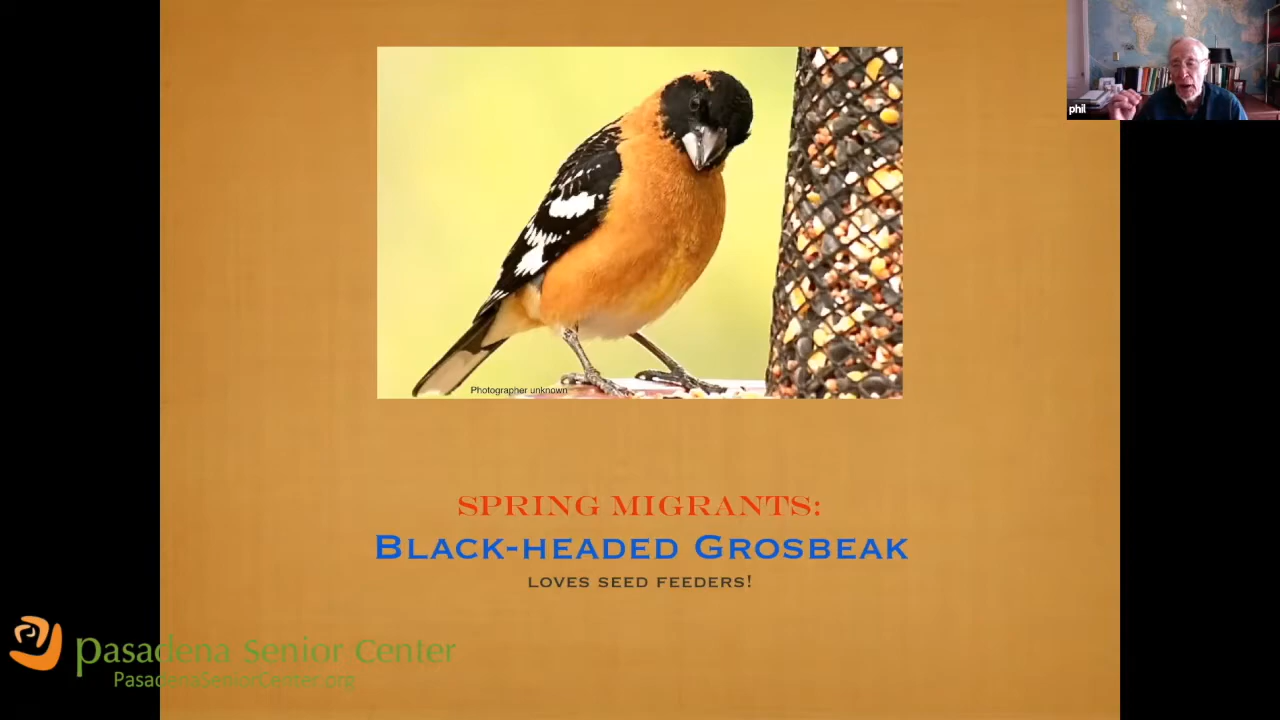 phil
Photographer unknown
SPRING MIGRANTS:
BLACK-HEADED GROSBEAK
LOVES SEED FEEDERS!
Pasadena Senior Center
PasadenaSeniorCenter.org